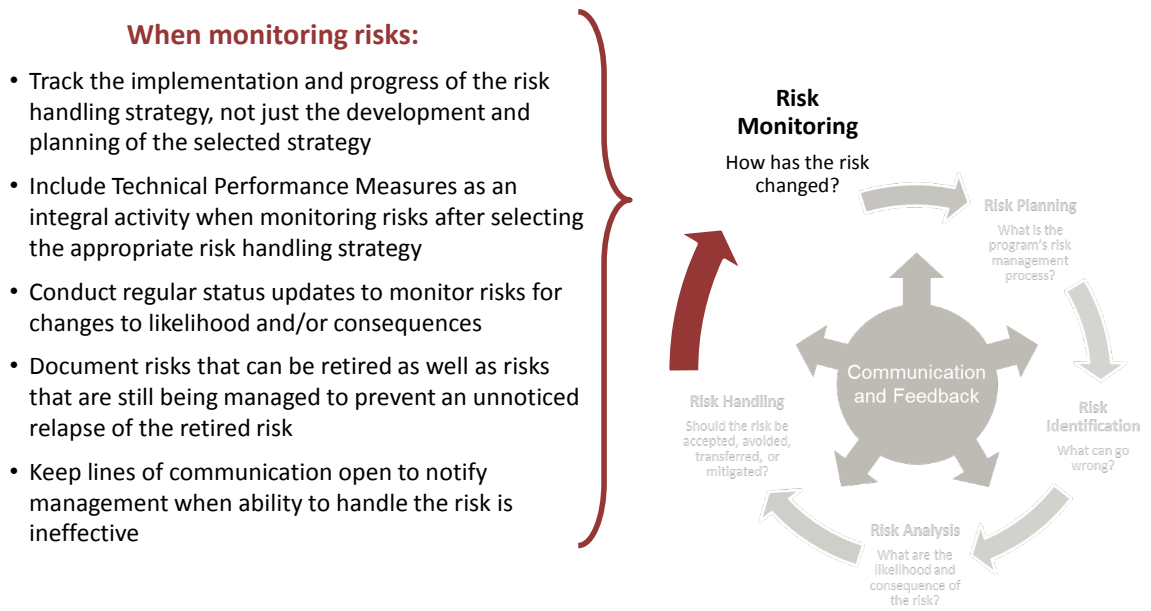 When monitoring risks:
• Track the implementation and progress of the risk
handling strategy, not just the development and
planning of the selected strategy
• Include Technical Performance Measures as an
integral activity when monitoring risks after selecting
the appropriate risk handling strategy
• Conduct regular status updates to monitor risks for
changes to likelihood and/or consequences
• Document risks that can be retired as well as risks
that are still being managed to prevent an unnoticed
relapse of the retired risk
• Keep lines of communication open to notify
management when ability to handle the risk is
ineffective
Risk
Monitoring
How has the risk
changed?
Risk Planning
What is the
program's risk
management
process?
Risk
Identification
What can go
wrong?
Risk Analysis
What are the
likelihood and
consequence of
the risk?
Risk Handling
Should the risk be
accepted, avoided,
transferred, or
mitigated?
Communication
and Feedback